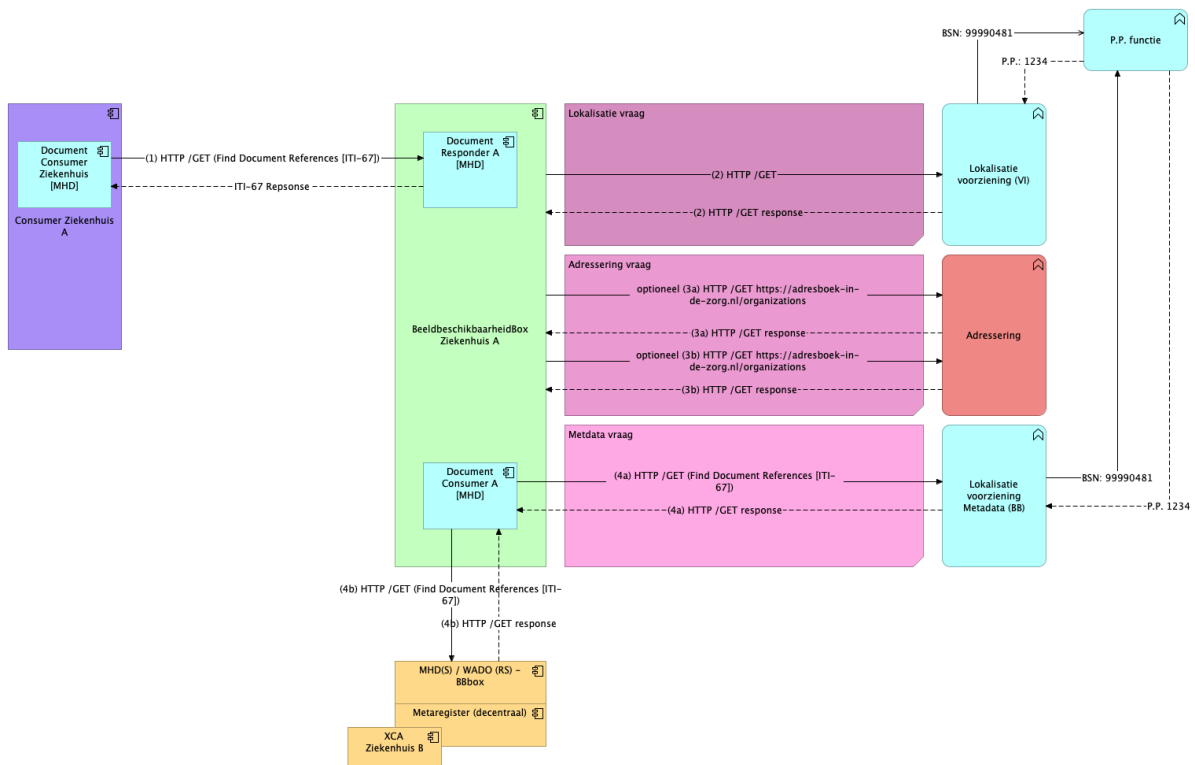 BSN: 99990481
P.P. functie
P.P.: 1234
Document
Consumer
Ziekenhuis
[MHD]
Consumer Ziekenhuis
A
(1) HTTP /GET (Find Document References [ITI-67])
ITI-67 Repsonse
Document
Responder A
[MHD]
BeeldbeschikbaarheidBox
Ziekenhuis A
Lokalisatie vraag
(2) HTTP /GET
(2) HTTP /GET response
Lokalisatie
voorziening (VI)
Adressering vraag
optioneel (3a) HTTP /GET https://adresboek-in-
de-zorg.nl/organizations
(3a) HTTP /GET response
optioneel (3b) HTTP /GET https://adresboek-in-
de-zorg.nl/organizations
(3b) HTTP /GET response
Adressering
Metdata vraag
Document
Consumer A
[MHD]
(4a) HTTP /GET (Find Document References [ITI-
67])
(4a) HTTP /GET response
Lokalisatie
voorziening
Metadata (BB)
BSN: 99990481
P.P. 1234
(4b) HTTP /GET (Find Document References [ITI-
67])
(4b) HTTP /GET response
MHD(S) / WADO (RS) -
BBbox
Metaregister (decentraal)
XCA
Ziekenhuis B